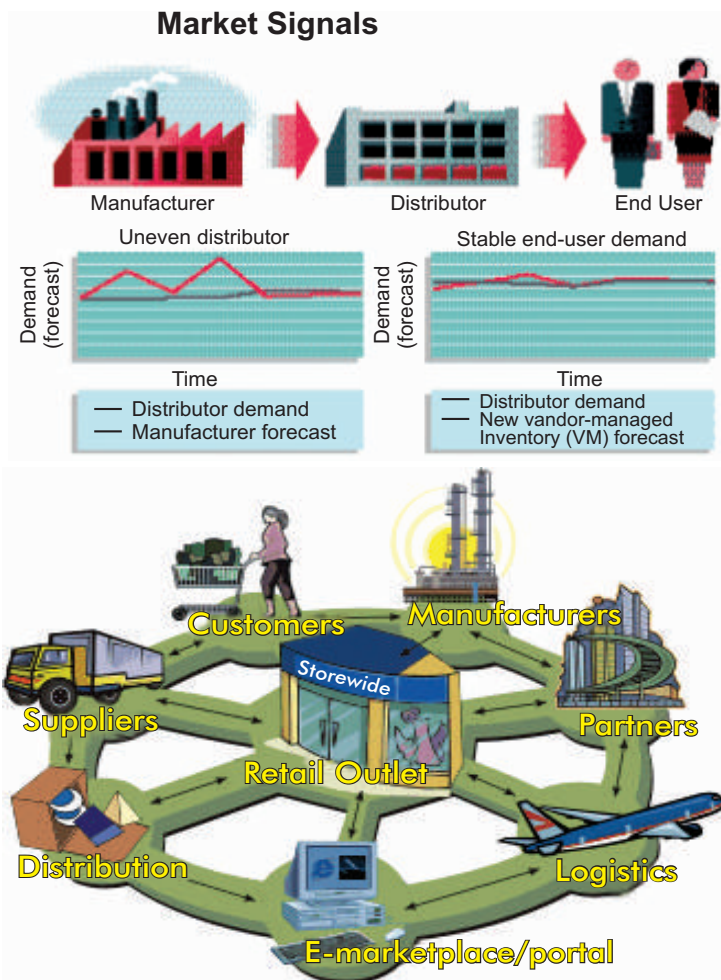 Market Signals
Manufacturer
Distributor
End User
Uneven distributor
Stable end-user demand
Demand
(forecast)
Time
Demand
(forecast)
Time
Distributor demand
Manufacturer forecast
Distributor demand
New vandor-managed
Inventory (VM) forecast
Customers
Manufacturers
Storewide
Suppliers
Partners
Retail Outlet
Distribution
Logistics
E-marketplace/portal